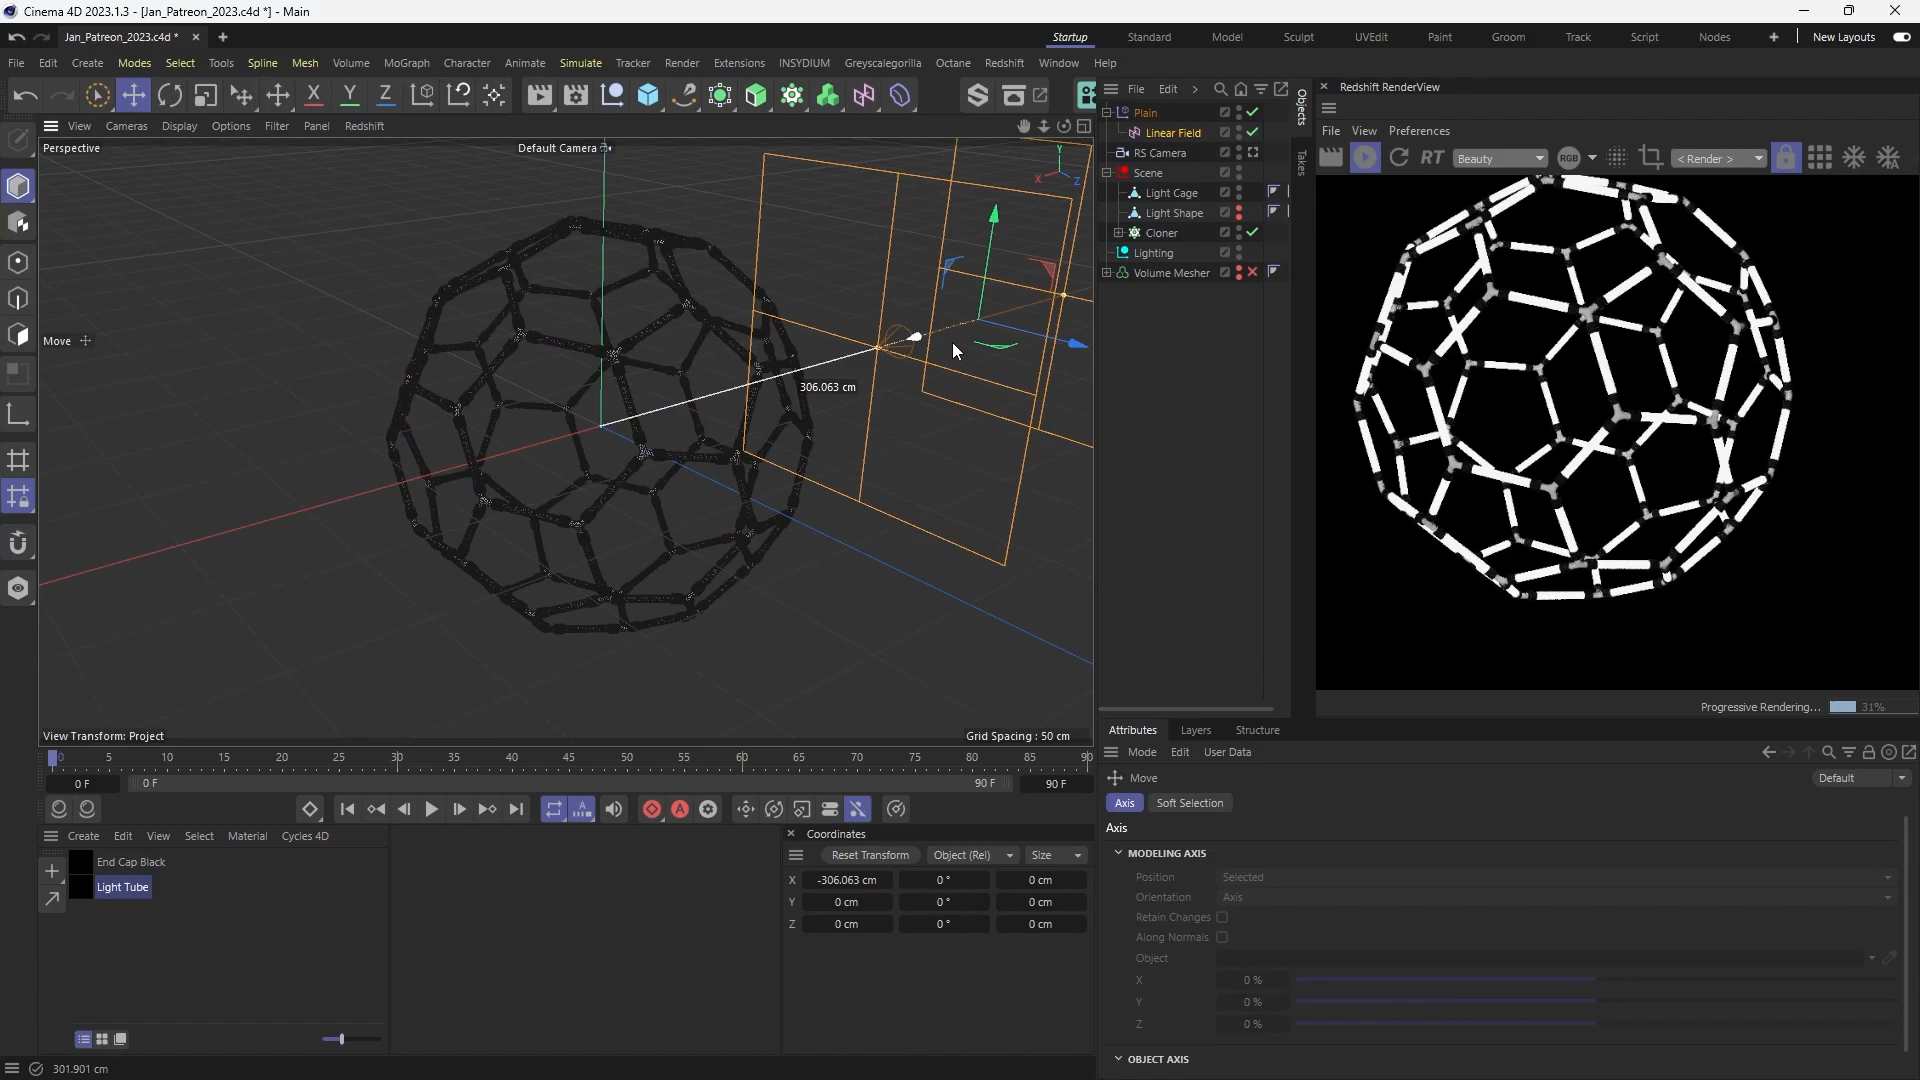 Cinema 4D 2023.1.3 - [Jan_Patreon_2023.c4d *] - Main
Jan_Patreon_2023.c4d *
Startup Standard Model Sculpt UVEdit Paint Groom Track Script Nodes New Layouts
File Edit Create Modes Select Tools Spline Mesh Volume MoGraph Character Animate Simulate Tracker Render Extensions INSYDIUM Greyscalegorilla Octane Redshift Window Help
X Y Z
View Cameras Display Options Filter Panel Redshift
Perspective
Default Camera
Y
X
Z
Move
306.063 cm
View Transform: Project
Grid Spacing : 50 cm
File Edit
Objects
Takes
Plain
Linear Field
RS Camera
Scene
Light Cage
Light Shape
Cloner
Lighting
Volume Mesher
Redshift RenderView
File View Preferences
RT Beauty RGB < Render >
Progressive Rendering... 31%
0 5 10 15 20 25 30 35 40 45 50 55 60 65 70 75 80 85 90
0 F 0 F 90 F 90 F
Create Edit View Select Material Cycles 4D
End Cap Black
Light Tube
Coordinates
Reset Transform Object (Rel) Size
X -306.063 cm 0 ° 0 cm
Y 0 cm 0 ° 0 cm
Z 0 cm 0 ° 0 cm
Attributes Layers Structure
Mode Edit User Data
Move
Default
Axis Soft Selection
Axis
MODELING AXIS
Position Selected
Orientation Axis
Retain Changes
Along Normals
Object
X 0 %
Y 0 %
Z 0 %
OBJECT AXIS
301.901 cm